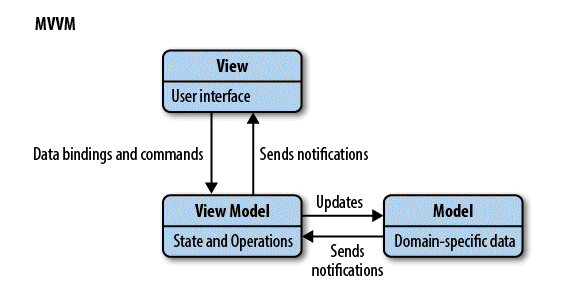 MVVM
View
User interface
Data bindings and commands
Sends notifications
View Model
State and Operations
Updates
Sends
notifications
Model
Domain-specific data